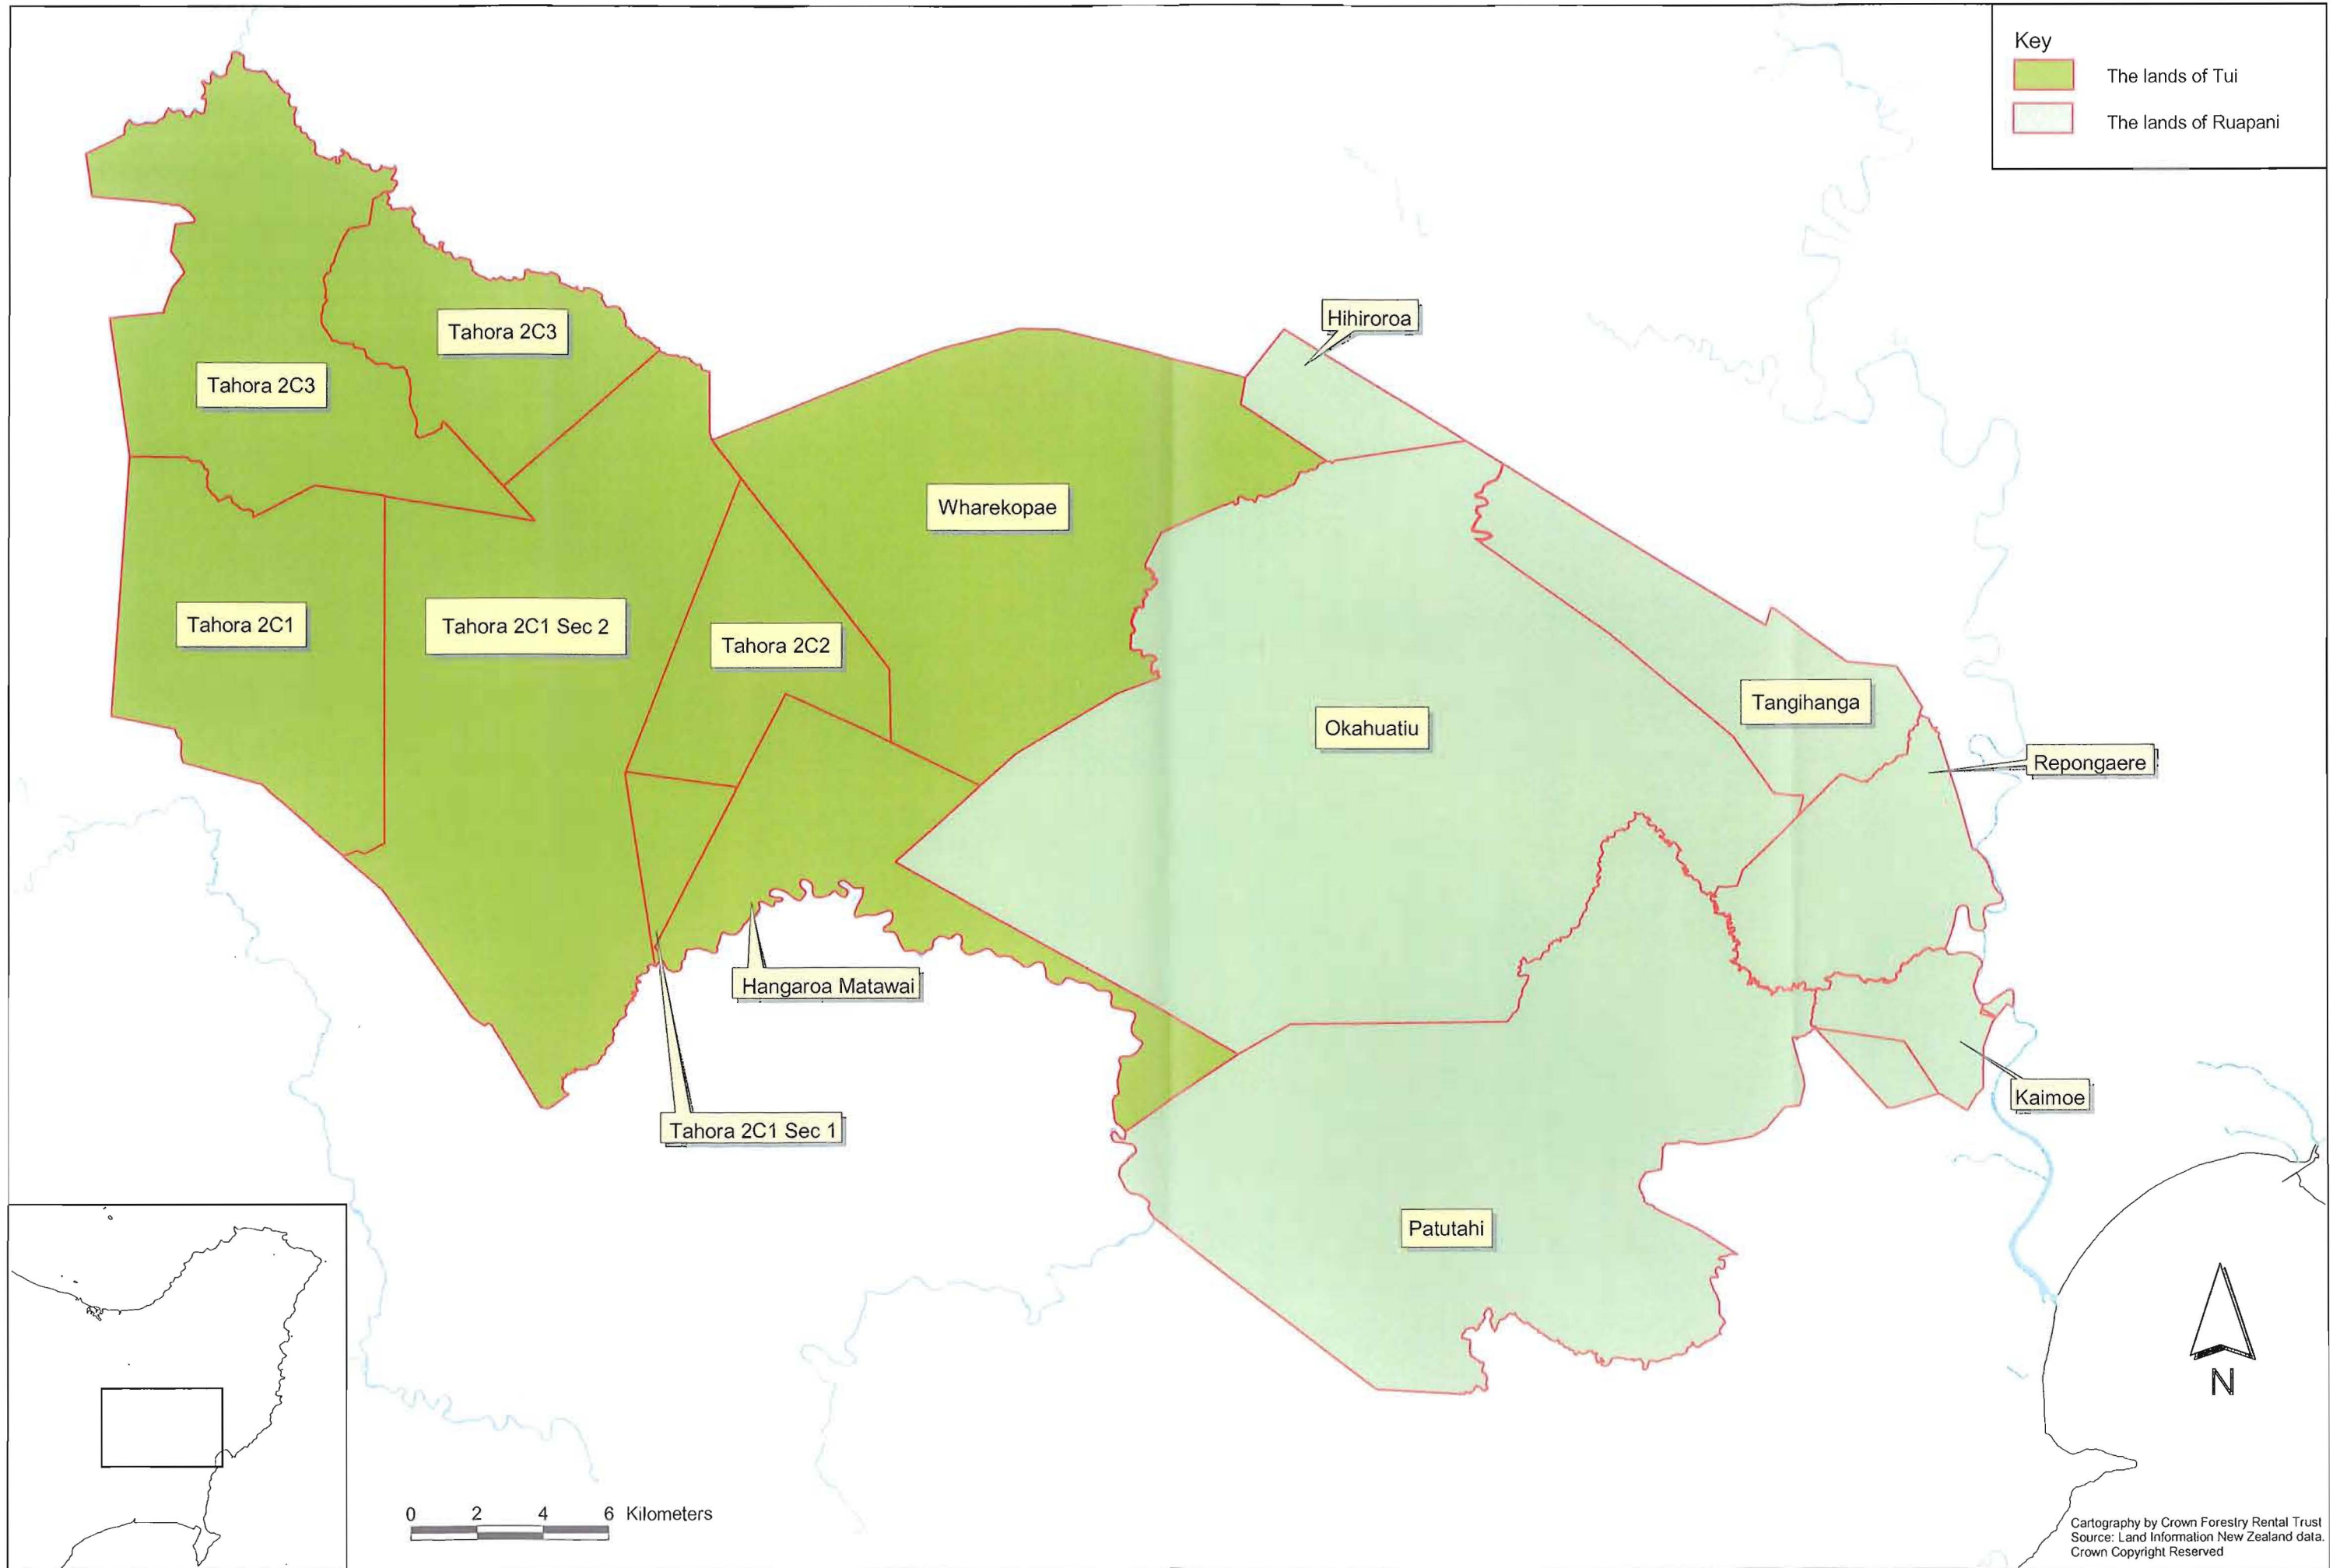 Key
The lands of Tui
The lands of Ruapani
Hihiroroa
Tahora 2C3
Tahora 2C3
Wharekopae
Tahora 2C1
Tahora 2C1 Sec 2
Tahora 2C2
Tangihanga
Okahuatiu
Repongaere
Hangaroa Matawai
Kaimoe
Tahora 2C1 Sec 1
Patutahi
N
0 2 4 6 Kilometers
Cartography by Crown Forestry Rental Trust
Source: Land Information New Zealand data.
Crown Copyright Reserved